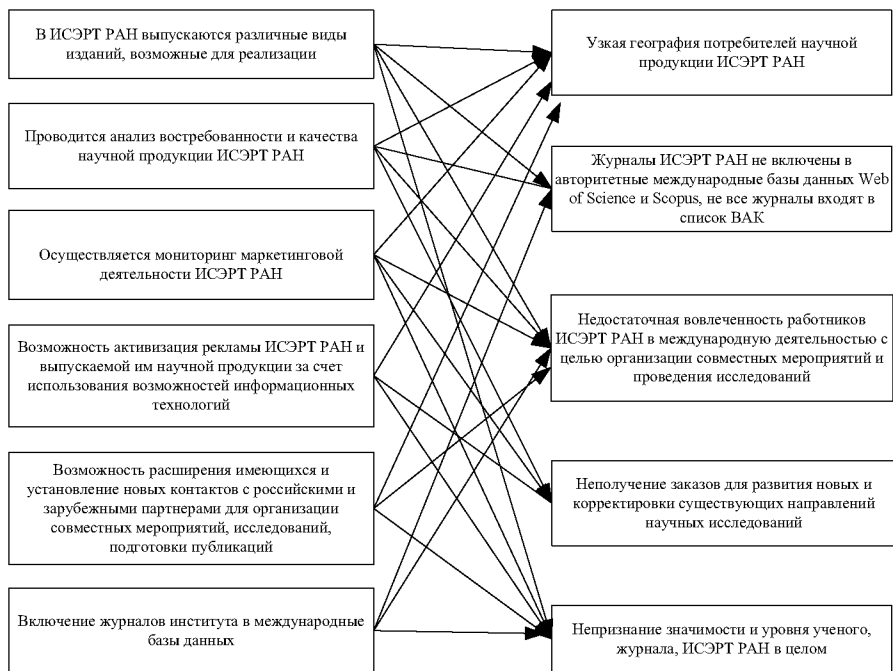 В ИСЭРТ РАН выпускаются различные виды
изданий, возможные для реализации
Проводится анализ востребованности и качества
научной продукции ИСЭРТ РАН
Осуществляется мониторинг маркетинговой
деятельности ИСЭРТ РАН
Возможность активизация рекламы ИСЭРТ РАН и
выпускаемой им научной продукции за счет
использования возможностей информационных
технологий
Возможность расширения имеющихся и
установление новых контактов с российскими и
зарубежными партнерами для организации
совместных мероприятий, исследований,
подготовки публикаций
Включение журналов института в международные
базы данных
Узкая география потребителей научной
продукции ИСЭРТ РАН
Журналы ИСЭРТ РАН не включены в
авторитетные международные базы данных Web
of Science и Scopus, не все журналы входят в
список ВАК
Недостаточная вовлеченность работников
ИСЭРТ РАН в международную деятельностью с
целью организации совместных мероприятий и
проведения исследований
Неполучение заказов для развития новых и
корректировки существующих направлений
научных исследований
Непризнание значимости и уровня ученого,
журнала, ИСЭРТ РАН в целом